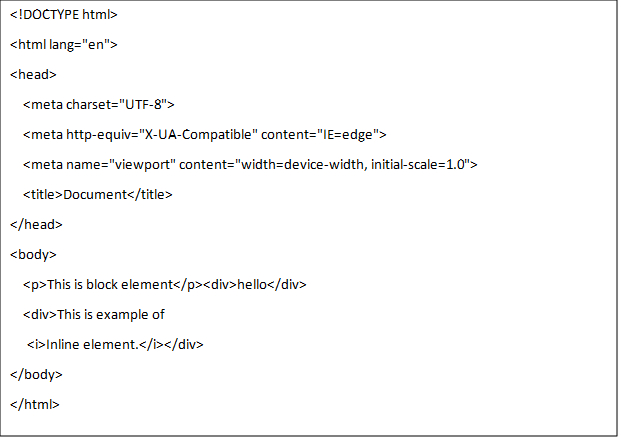 <!DOCTYPE html>
<html lang="en">
<head>
<meta charset="UTF-8">
<meta http-equiv="X-UA-Compatible" content="IE=edge">
<meta name="viewport" content="width=device-width, initial-scale=1.0">
<title>Document</title>
</head>
<body>
<p>This is block element</p><div>hello</div>
<div>This is example of
<i>Inline element.</i></div>
</body>
</html>